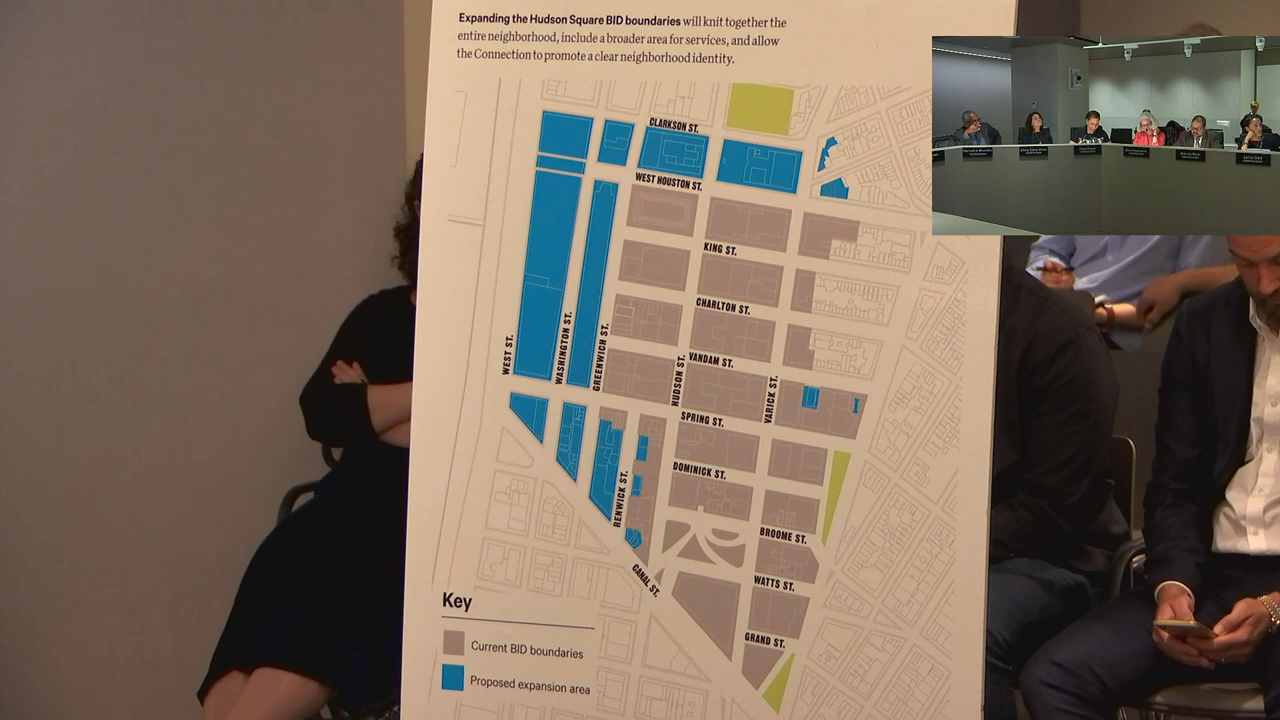 Expanding the Hudson Square BID boundaries will knit together the
entire neighborhood, include a broader area for services, and allow
the Connection to promote a clear neighborhood identity.
CLARKSON ST.
WEST HOUSTON ST.
KING ST.
CHARLTON ST.
WEST ST.
WASHINGTON ST.
GREENWICH ST.
HUDSON ST.
VANDAM ST.
VARICK ST.
SPRING ST.
DOMINICK ST.
RENWICK ST.
BROOME ST.
CANAL ST.
WATTS ST.
GRAND ST.
Key
Current BID boundaries
Proposed expansion area